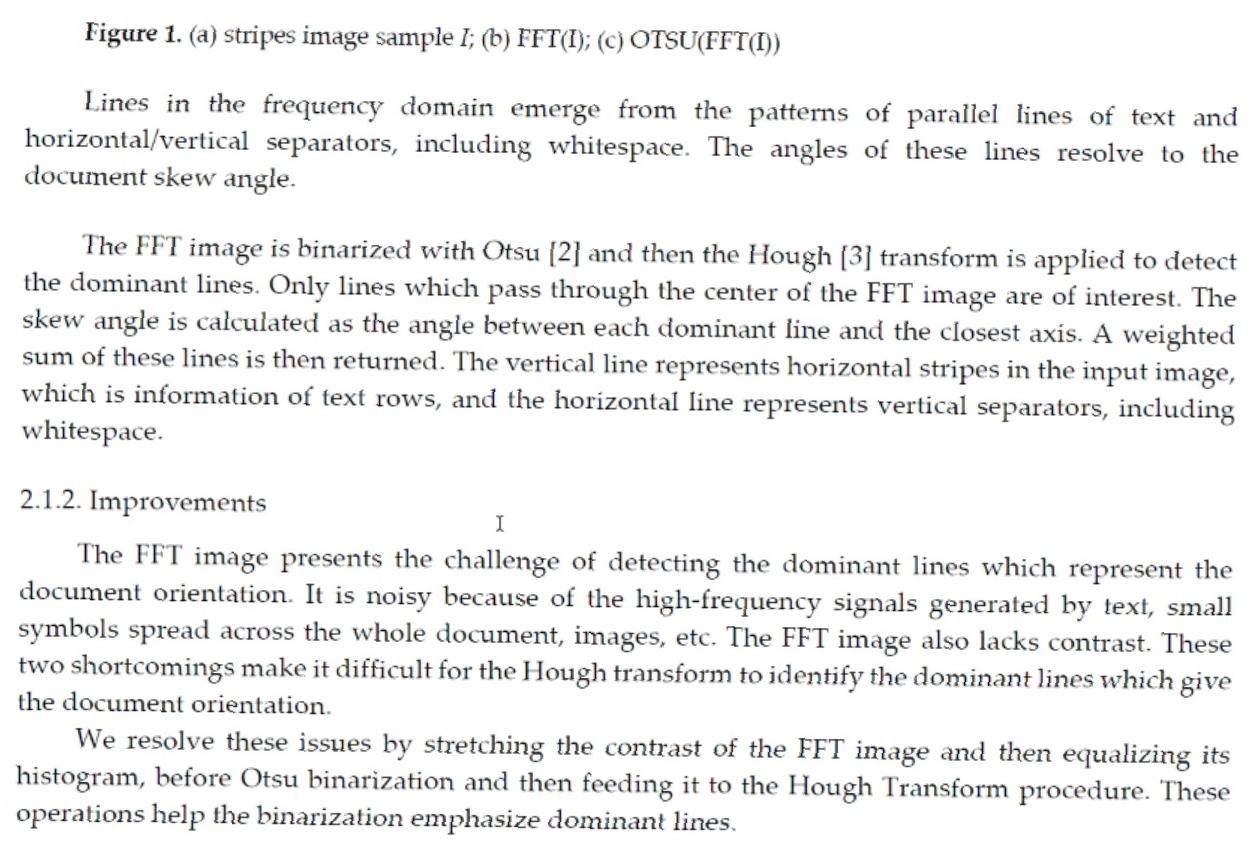 Figure 1. (a) stripes image sample I; (b) FFT(I); (c) OTSU(FFT(I))
Lines in the frequency domain emerge from the patterns of parallel lines of text and
horizontal/vertical separators, including whitespace. The angles of these lines resolve to the
document skew angle.
The FFT image is binarized with Otsu [2] and then the Hough [3] transform is applied to detect
the dominant lines. Only lines which pass through the center of the FFT image are of interest. The
skew angle is calculated as the angle between each dominant line and the closest axis. A weighted
sum of these lines is then returned. The vertical line represents horizontal stripes in the input image,
which is information of text rows, and the horizontal line represents vertical separators, including
whitespace.
2.1.2. Improvements
The FFT image presents the challenge of detecting the dominant lines which represent the
document orientation. It is noisy because of the high-frequency signals generated by text, small
symbols spread across the whole document, images, etc. The FFT image also lacks contrast. These
two shortcomings make it difficult for the Hough transform to identify the dominant lines which give
the document orientation.
We resolve these issues by stretching the contrast of the FFT image and then equalizing its
histogram, before Otsu binarization and then feeding it to the Hough Transform procedure. These
operations help the binarization emphasize dominant lines.